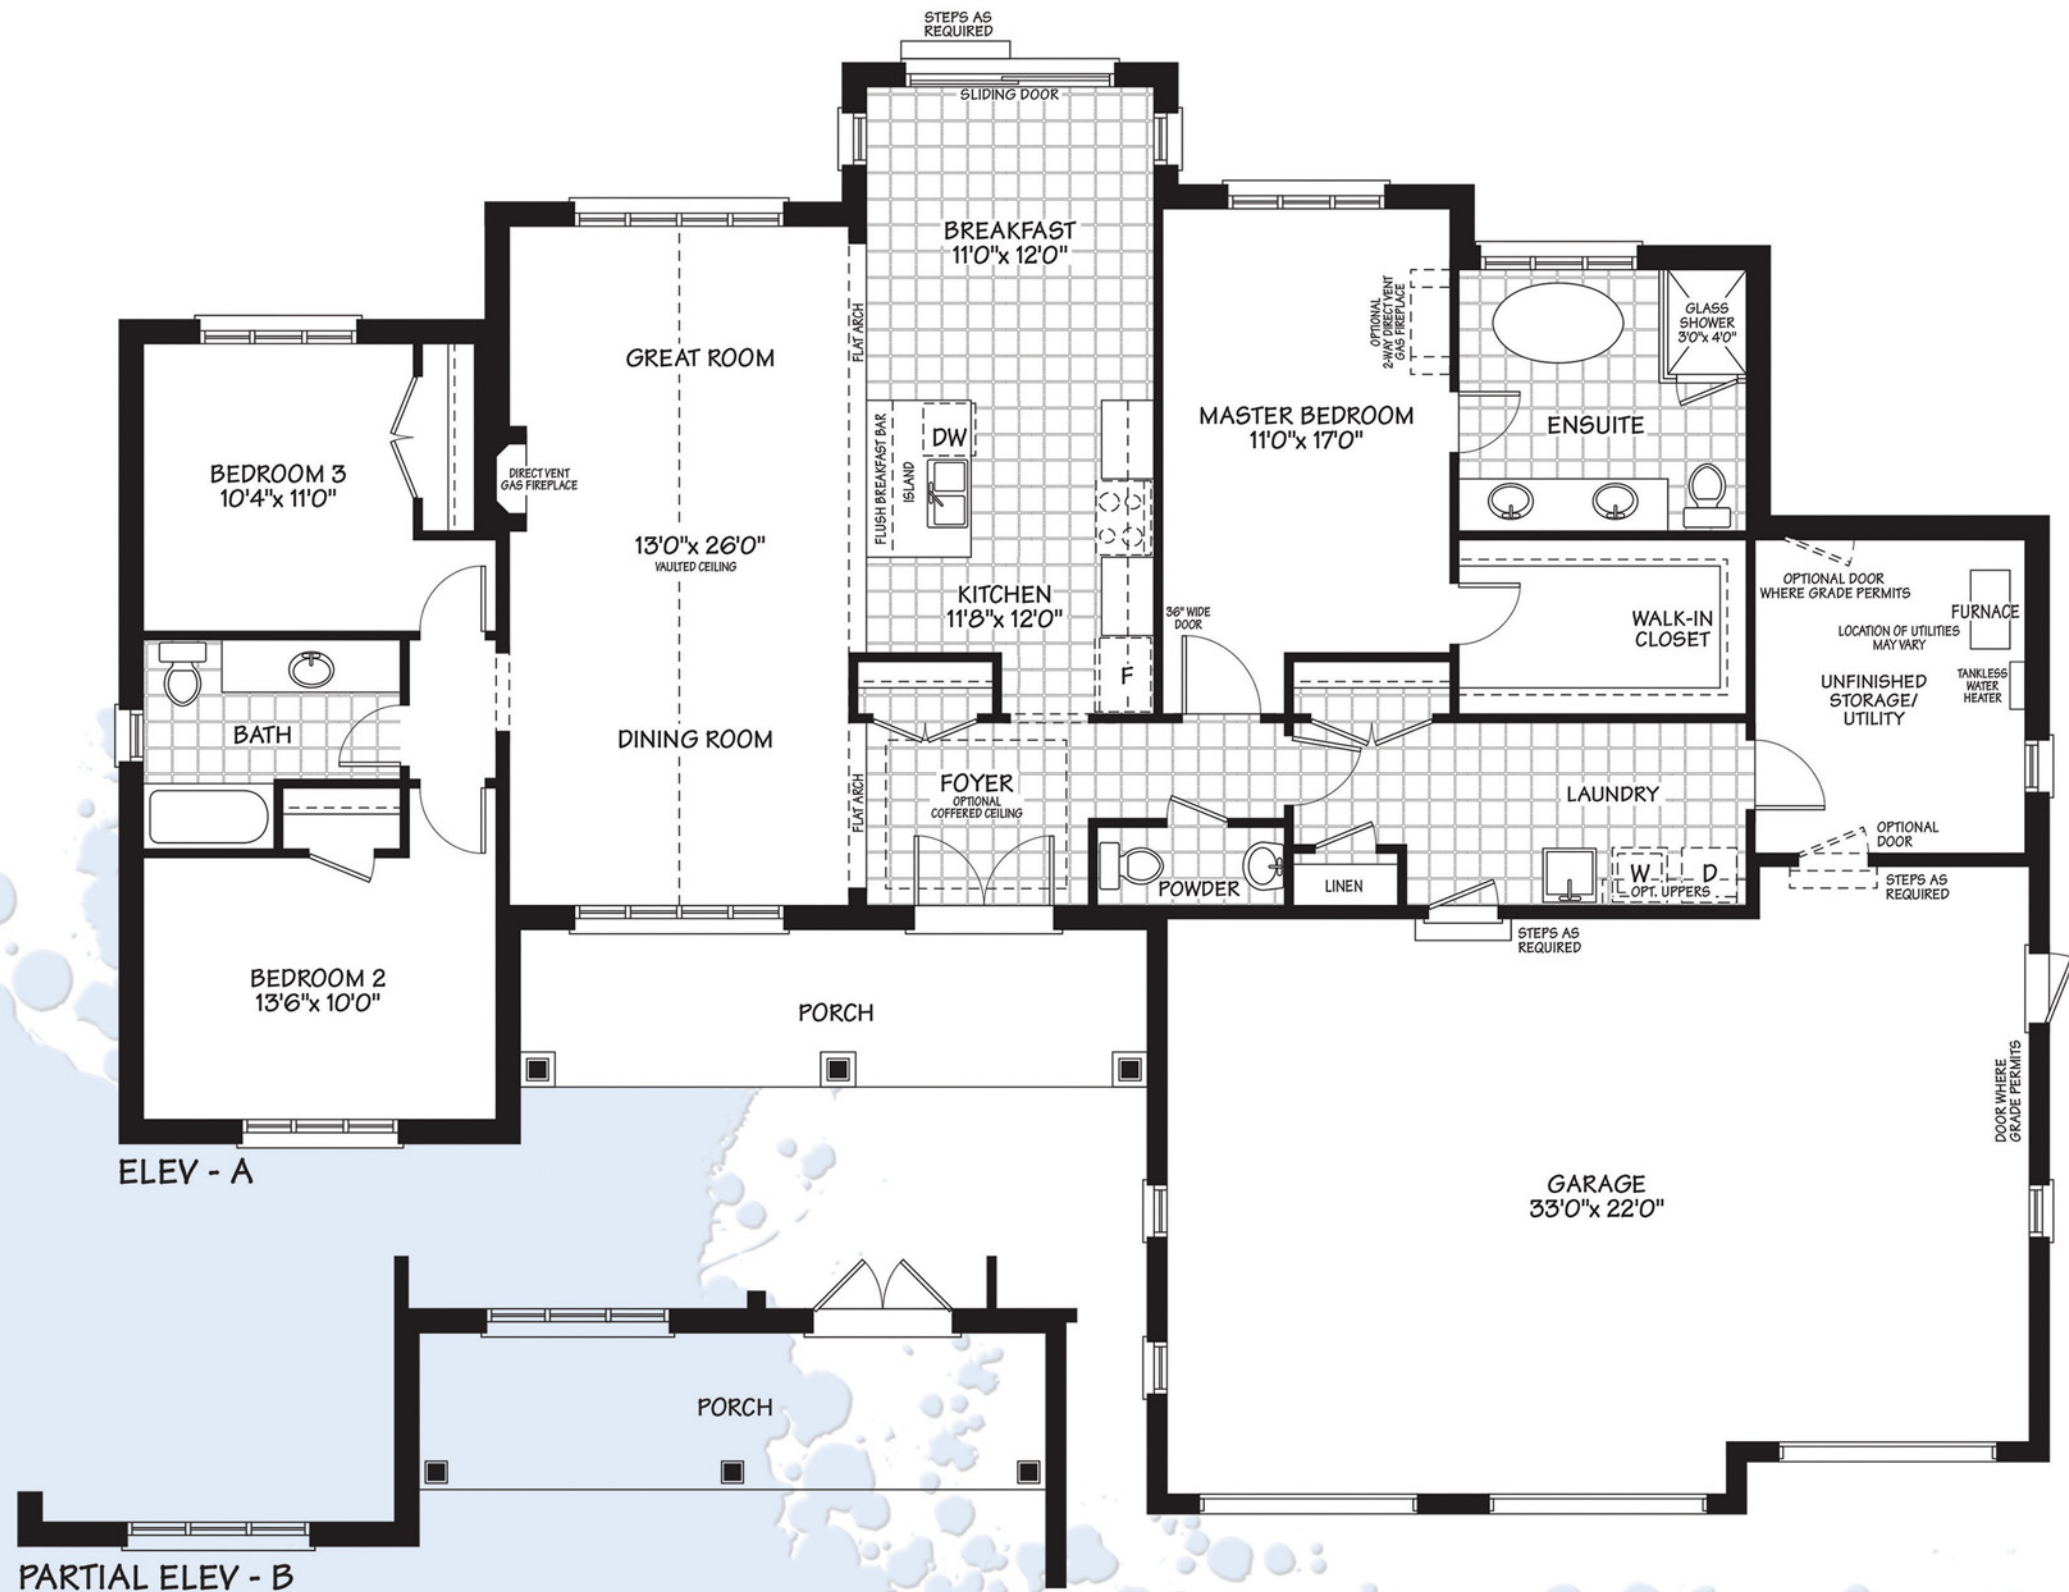 STEPS AS
REQUIRED
SLIDING DOOR
BREAKFAST
11'0"x 12'0"
GREAT ROOM
FLAT ARCH
OPTIONAL
2-WAY DIRECT VENT
GAS FIREPLACE
GLASS
SHOWER
3'0"x 4'0"
MASTER BEDROOM
11'0"x 17'0"
ENSUITE
BEDROOM 3
10'4"x 11'0"
DIRECT VENT
GAS FIREPLACE
FLUSH BREAKFAST BAR
ISLAND
DW
13'0"x 26'0"
VAULTED CEILING
KITCHEN
11'8"x 12'0"
36" WIDE
DOOR
WALK-IN
CLOSET
OPTIONAL DOOR
WHERE GRADE PERMITS
FURNACE
LOCATION OF UTILITIES
MAY VARY
TANKLESS
WATER
HEATER
UNFINISHED
STORAGE/
UTILITY
F
BATH
DINING ROOM
FLAT ARCH
FOYER
OPTIONAL
COFFERED CEILING
LAUNDRY
OPTIONAL
DOOR
POWDER
LINEN
W
D
OPT. UPPERS
STEPS AS
REQUIRED
STEPS AS
REQUIRED
BEDROOM 2
13'6"x 10'0"
PORCH
DOOR WHERE
GRADE PERMITS
ELEV - A
GARAGE
33'0"x 22'0"
PORCH
PARTIAL ELEV - B